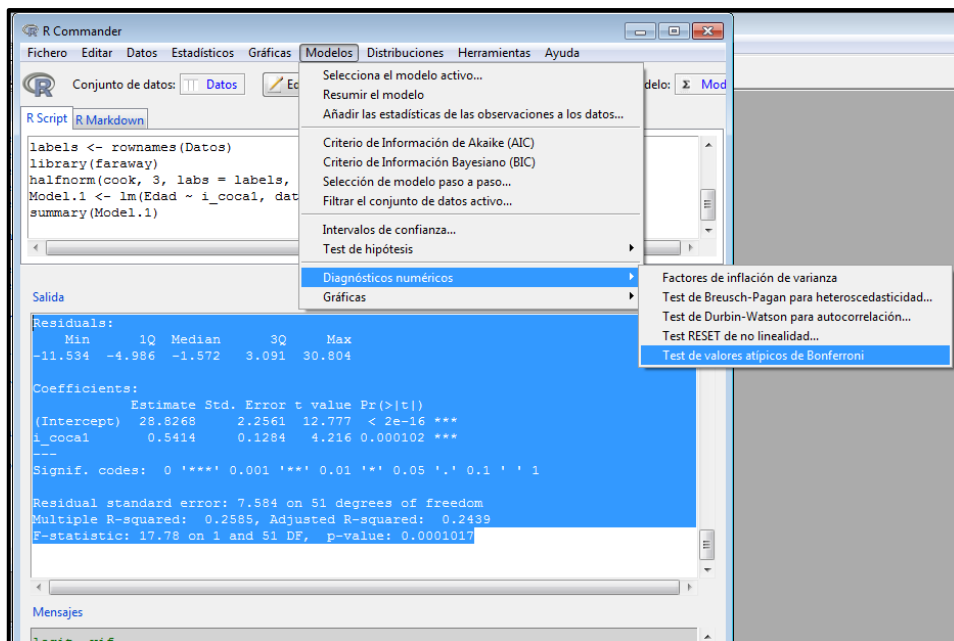 R Commander
Fichero Editar Datos Estadísticos Gráficas Modelos Distribuciones Herramientas Ayuda
R Conjunto de datos: Datos
delo: Σ Mod
R Script R Markdown
labels <- rownames(Datos)
library(faraway)
halfnorm(cook, 3, labs = labels,
Model.1 <- lm(Edad ~ i_coca1, dat
summary(Model.1)
Selecciona el modelo activo...
Resumir el modelo
Añadir las estadísticas de las observaciones a los datos...
Criterio de Información de Akaike (AIC)
Criterio de Información Bayesiano (BIC)
Selección de modelo paso a paso...
Filtrar el conjunto de datos activo...
Intervalos de confianza...
Test de hipótesis
Diagnósticos numéricos
Gráficas
Factores de inflación de varianza
Test de Breusch-Pagan para heteroscedasticidad...
Test de Durbin-Watson para autocorrelación...
Test RESET de no linealidad...
Test de valores atípicos de Bonferroni
Salida
Residuals:
Min 1Q Median 3Q Max
-11.534 -4.986 -1.572 3.091 30.804
Coefficients:
Estimate Std. Error t value Pr(>|t|)
(Intercept) 28.8268 2.2561 12.777 < 2e-16 ***
i_coca1 0.5414 0.1284 4.216 0.000102 ***
---
Signif. codes: 0 '***' 0.001 '**' 0.01 '*' 0.05 '.' 0.1 ' ' 1
Residual standard error: 7.584 on 51 degrees of freedom
Multiple R-squared: 0.2585, Adjusted R-squared: 0.2439
F-statistic: 17.78 on 1 and 51 DF, p-value: 0.0001017
Mensajes